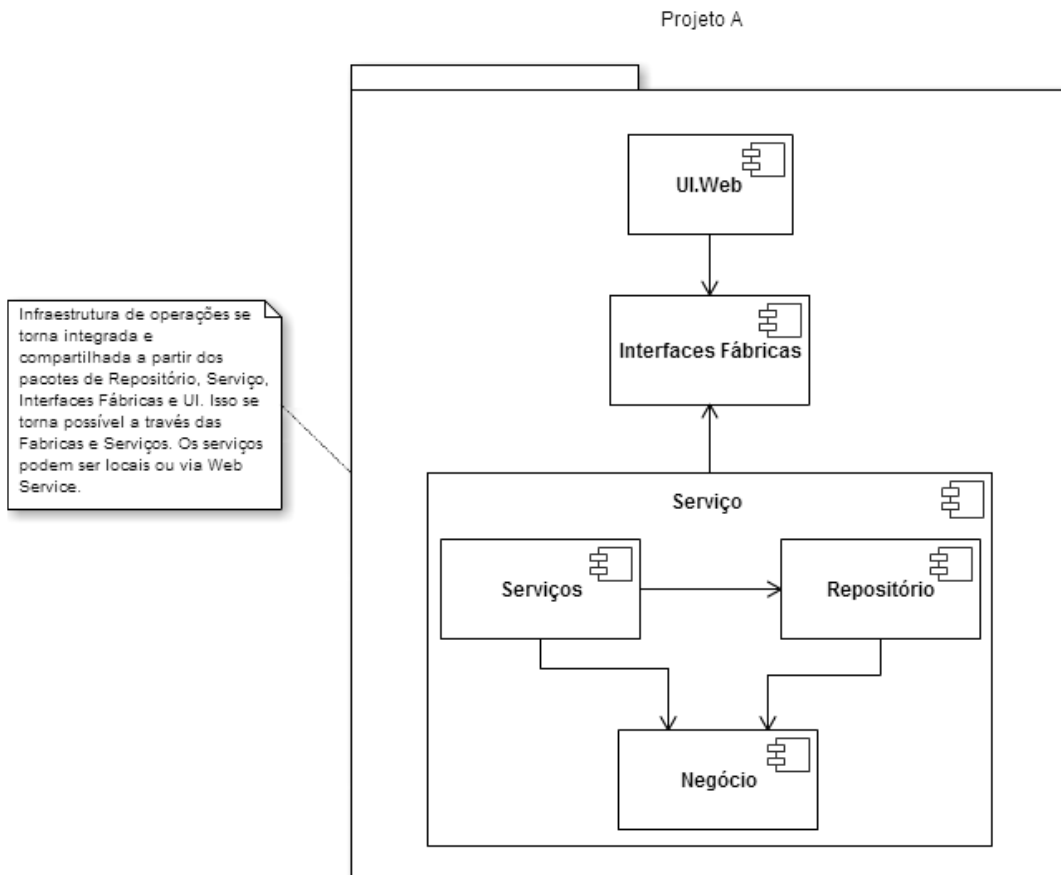 Projeto A
UI.Web
Interfaces Fábricas
Infraestrutura de operações se
torna integrada e
compartilhada a partir dos
pacotes de Repositório, Serviço,
Interfaces Fábricas e UI. Isso se
torna possível a através das
Fabricas e Serviços. Os serviços
podem ser locais ou via Web
Service.
Serviço
Serviços
Repositório
Negócio